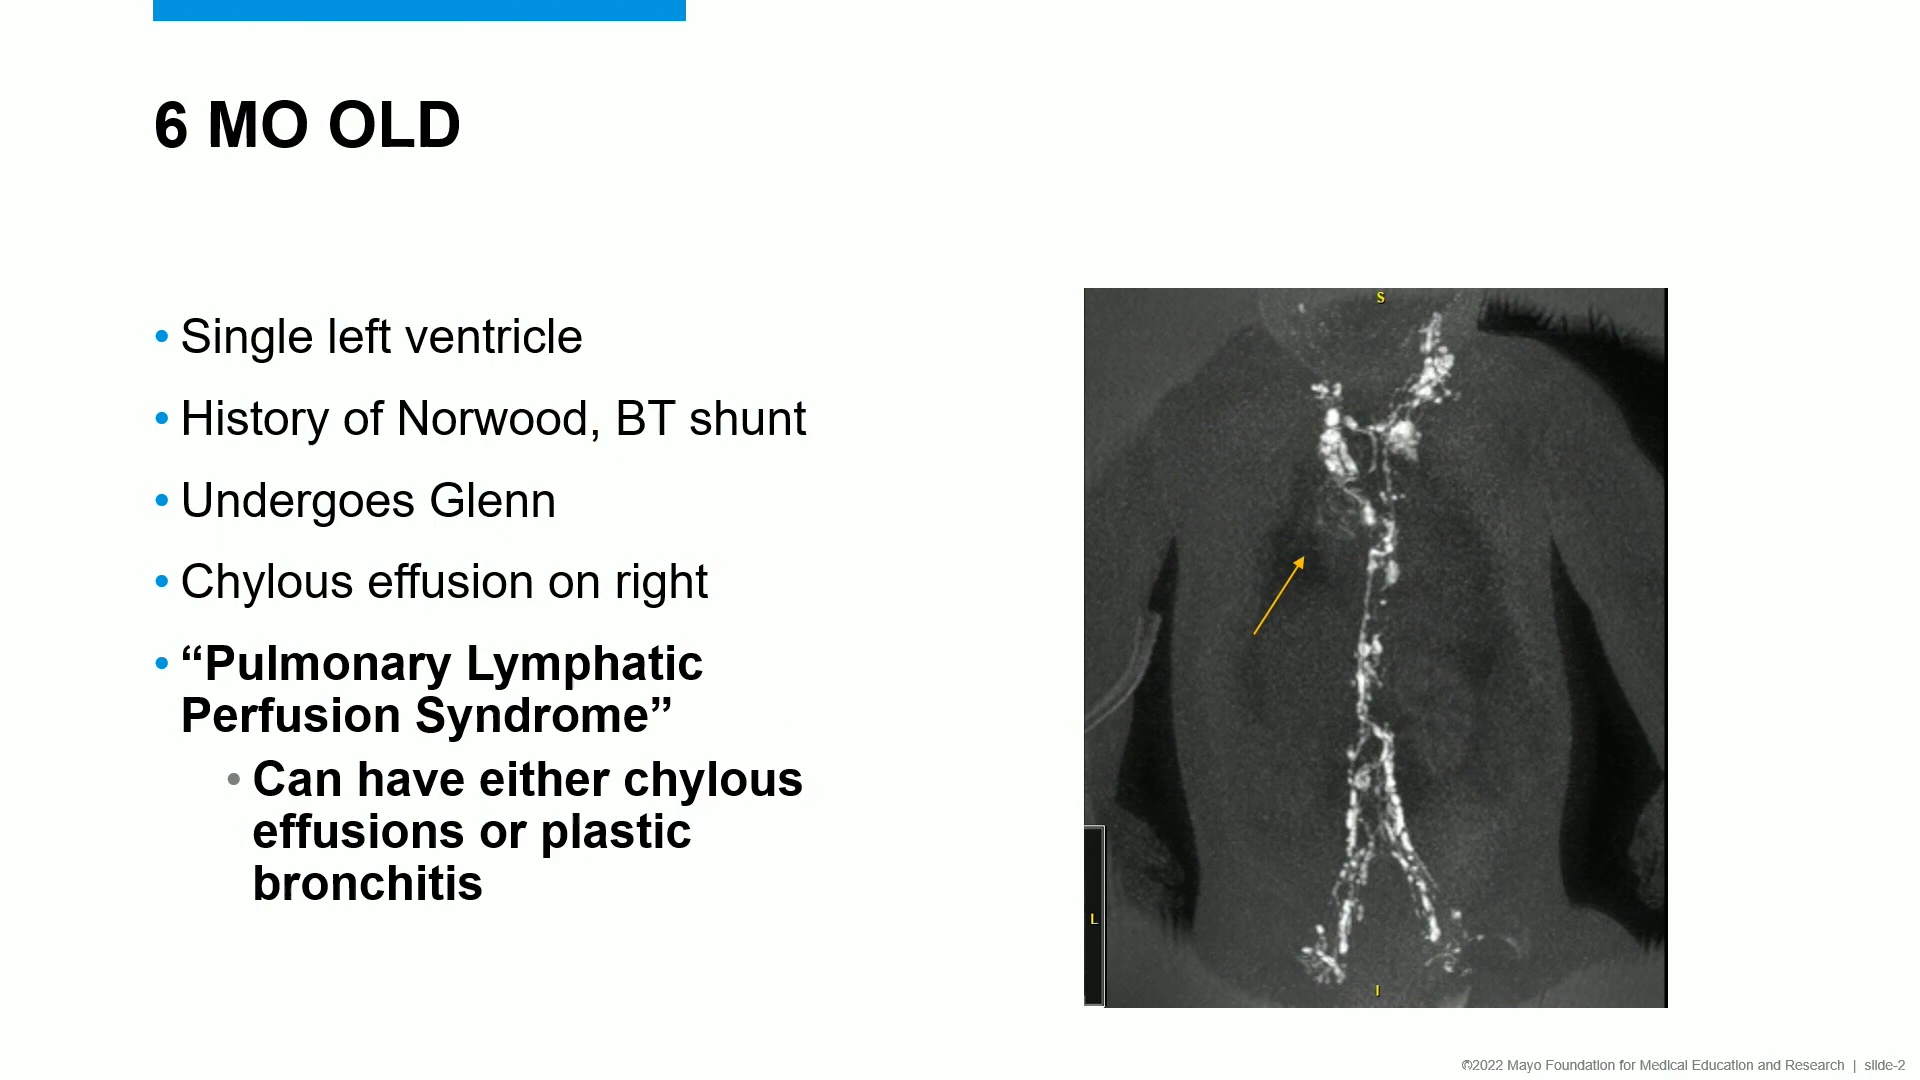 6 MO OLD
• Single left ventricle
• History of Norwood, BT shunt
• Undergoes Glenn
• Chylous effusion on right
• “Pulmonary Lymphatic
Perfusion Syndrome”
• Can have either chylous
effusions or plastic
bronchitis
S
L
I
©2022 Mayo Foundation for Medical Education and Research | slide-2